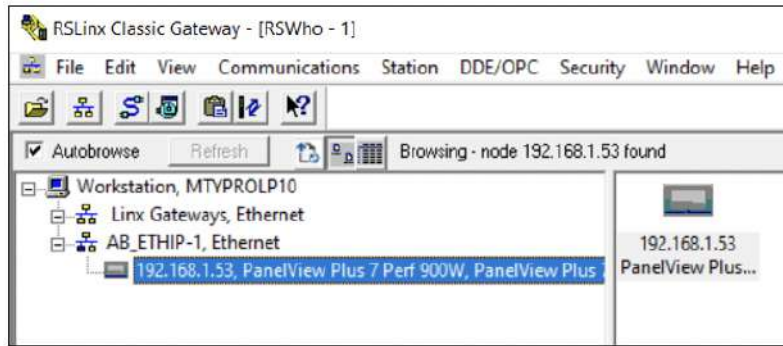 RSLinx Classic Gateway - [RSWho - 1]
File Edit View Communications Station DDE/OPC Security Window Help
Autobrowse Refresh Browsing - node 192.168.1.53 found
Workstation, MTYPROLP10
Linx Gateways, Ethernet
AB_ETHIP-1, Ethernet
192.168.1.53, PanelView Plus 7 Perf 900W, PanelView Plus
192.168.1.53
PanelView Plus...